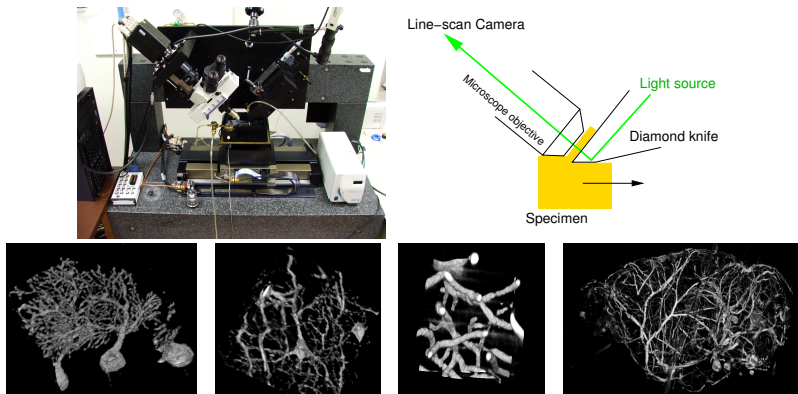 Line−scan Camera
Light source
Microscope objective
Diamond knife
Specimen